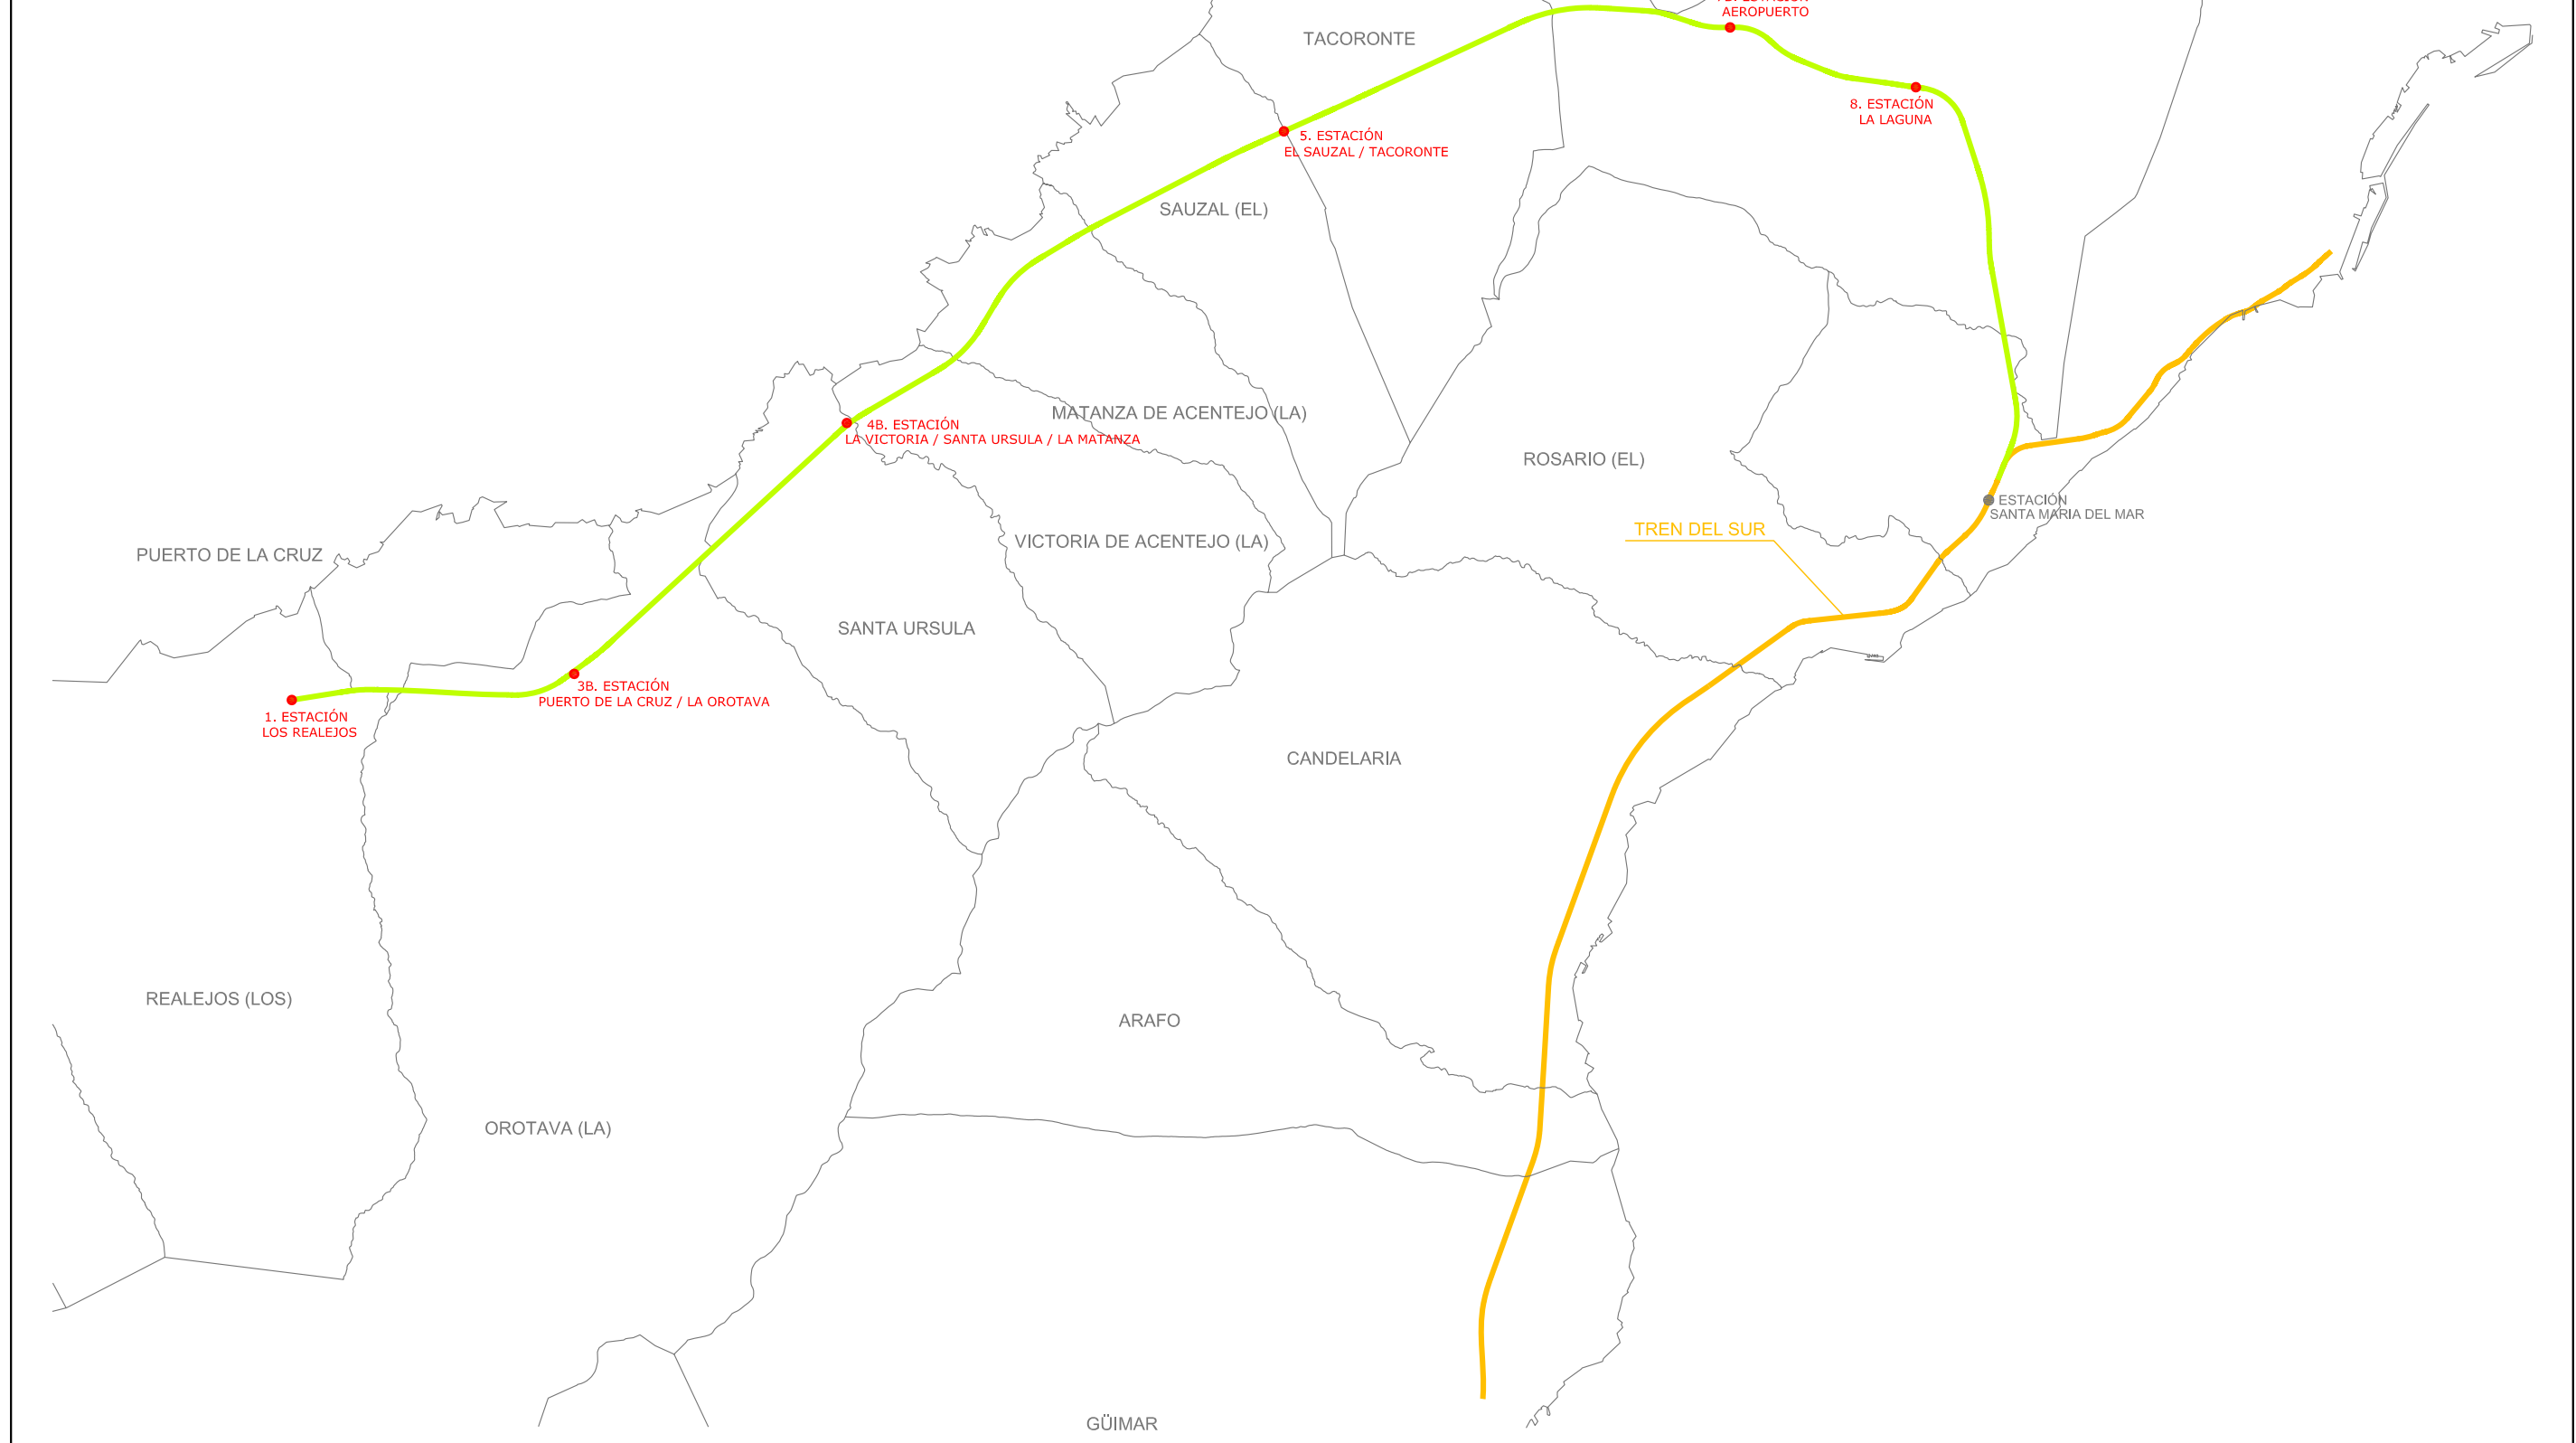 AEROPUERTO
TACORONTE
8. ESTACIÓN
LA LAGUNA
5. ESTACIÓN
EL SAUZAL / TACORONTE
SAUZAL (EL)
MATANZA DE ACENTEJO (LA)
4B. ESTACIÓN
LA VICTORIA / SANTA URSULA / LA MATANZA
ROSARIO (EL)
ESTACIÓN
SANTA MARIA DEL MAR
TREN DEL SUR
VICTORIA DE ACENTEJO (LA)
PUERTO DE LA CRUZ
SANTA URSULA
3B. ESTACIÓN
PUERTO DE LA CRUZ / LA OROTAVA
1. ESTACIÓN
LOS REALEJOS
CANDELARIA
REALEJOS (LOS)
ARAFO
OROTAVA (LA)
GÜIMAR